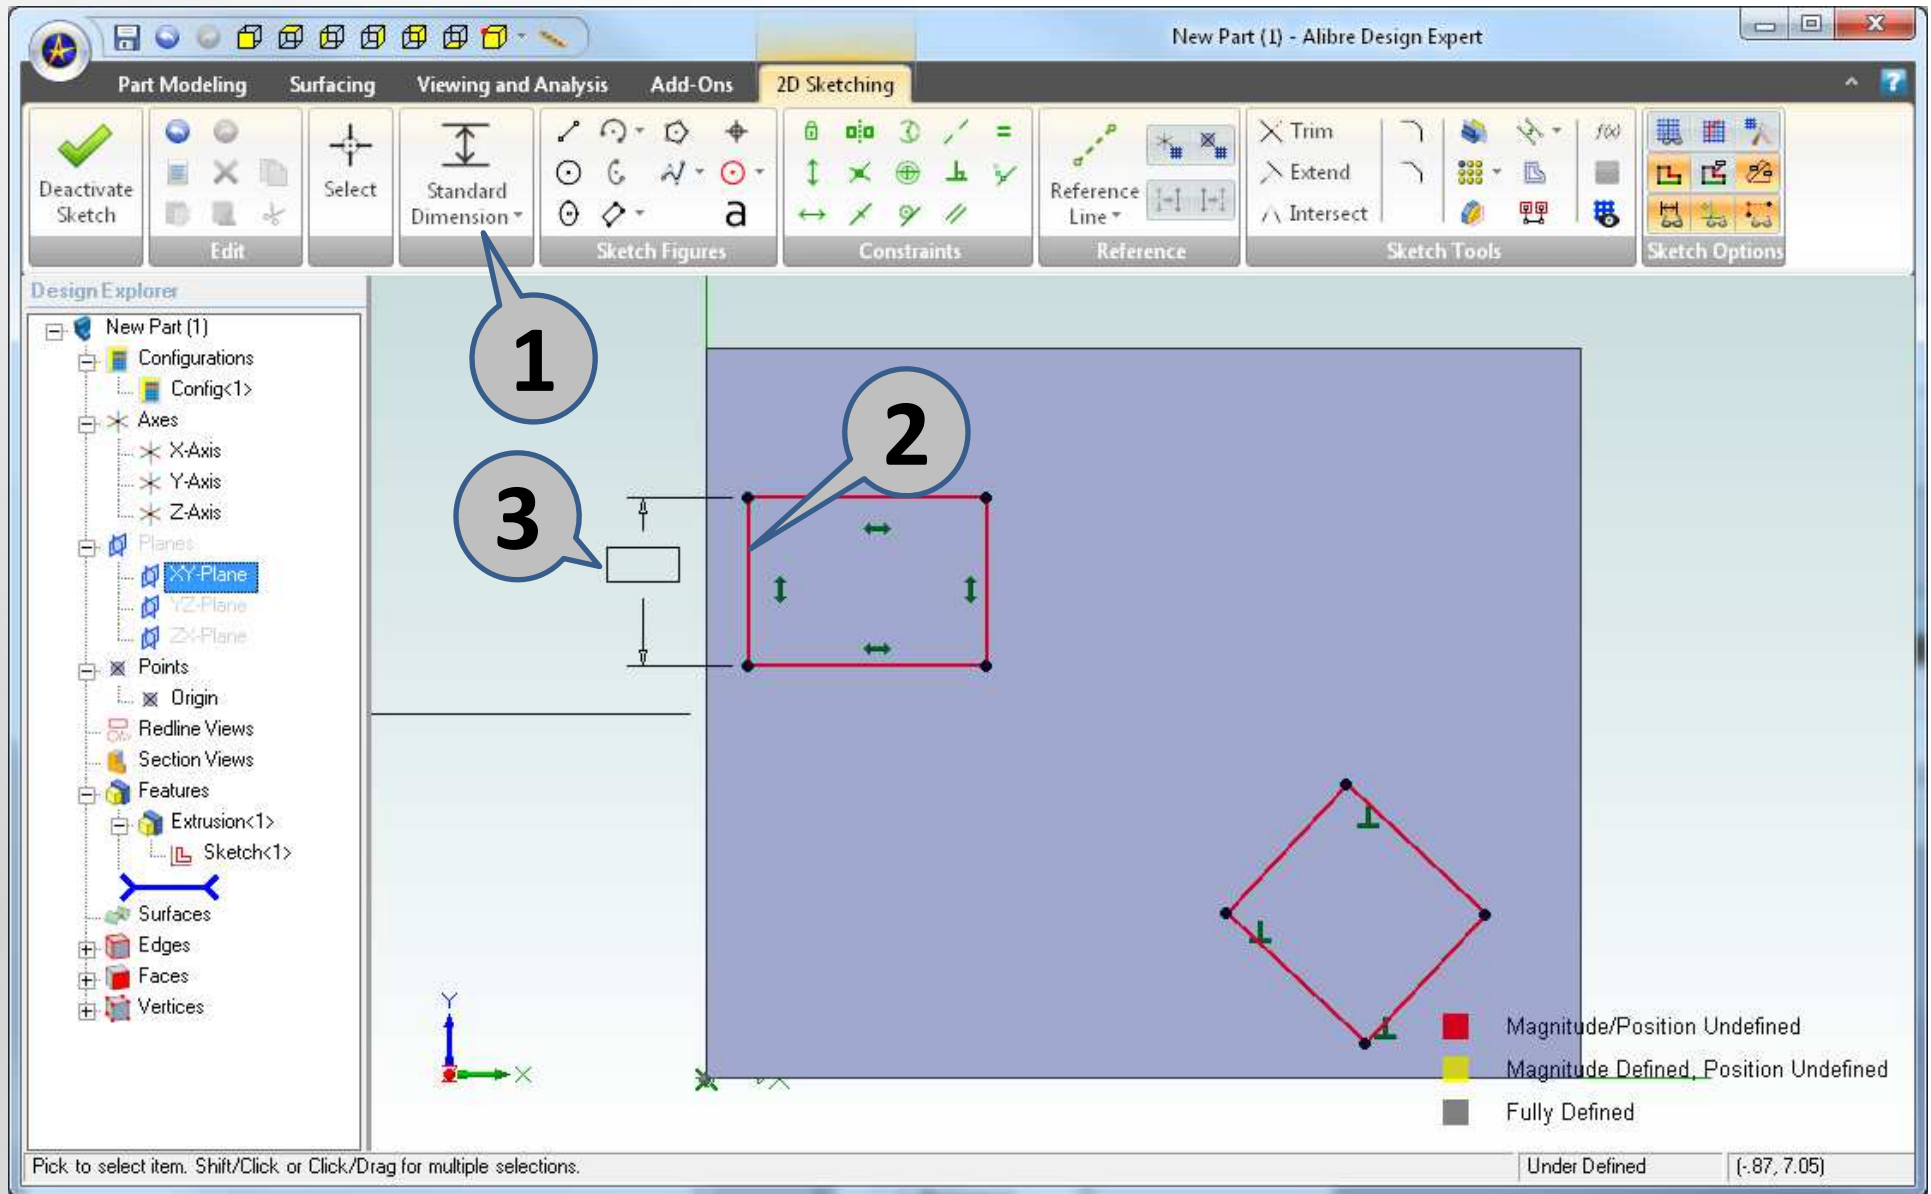 New Part (1) - Alibre Design Expert
Part Modeling
Surfacing
Viewing and Analysis
Add-Ons
2D Sketching
?
Deactivate
Sketch
Edit
Select
Standard
Dimension
a
Sketch Figures
Constraints
Reference
Line
Reference
Trim
Extend
Intersect
f(x)
Sketch Tools
Sketch Options
Design Explorer
New Part (1)
Configurations
Config<1>
Axes
X-Axis
Y-Axis
Z-Axis
Planes
XY-Plane
YZ-Plane
ZX-Plane
Points
Origin
Redline Views
Section Views
Features
Extrusion<1>
Sketch<1>
Surfaces
Edges
Faces
Vertices
1
2
3
Y
X
X
Magnitude/Position Undefined
Magnitude Defined, Position Undefined
Fully Defined
Pick to select item. Shift/Click or Click/Drag for multiple selections.
Under Defined
(-.87, 7.05)